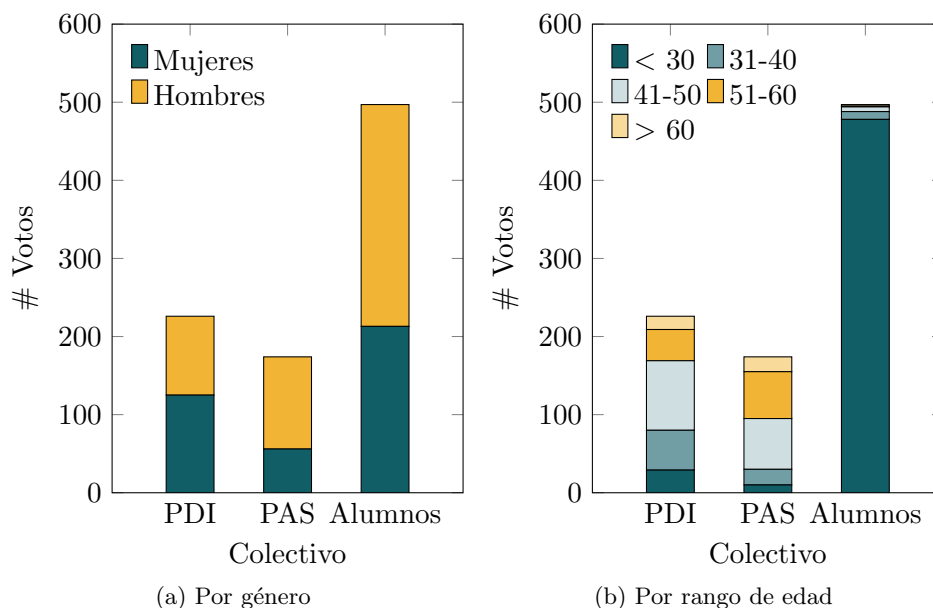 600
500
400
300
200
100
0
# Votos
Mujeres
Hombres
PDI PAS Alumnos
Colectivo
(a) Por género
600
500
400
300
200
100
0
# Votos
< 30 31-40
41-50 51-60
> 60
PDI PAS Alumnos
Colectivo
(b) Por rango de edad